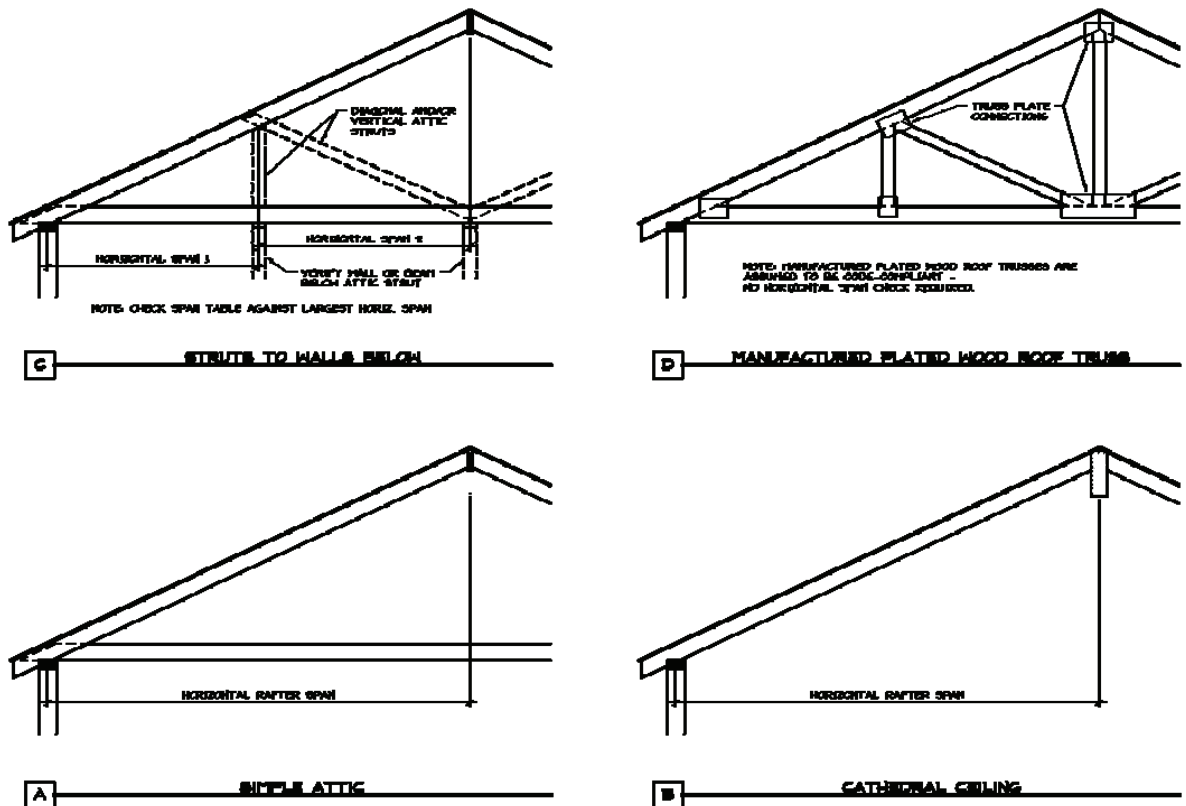 DIAGONAL AND/OR
VERTICAL ATTIC
STRUTS
HORIZONTAL SPAN 2
HORIZONTAL SPAN 1
VERIFY WALL OR BEAM
BELOW ATTIC STRUT
NOTE: CHECK SPAN TABLE AGAINST LARGEST HORIZ. SPAN
C STRUTS TO WALLS BELOW
TRUSS PLATE
CONNECTIONS
NOTE: MANUFACTURED PLATED WOOD ROOF TRUSSES ARE
ASSUMED TO BE CODE-COMPLIANT -
NO HORIZONTAL SPAN CHECK REQUIRED.
D MANUFACTURED PLATED WOOD ROOF TRUSS
HORIZONTAL RAFTER SPAN
A SIMPLE ATTIC
HORIZONTAL RAFTER SPAN
B CATHEDRAL CEILING